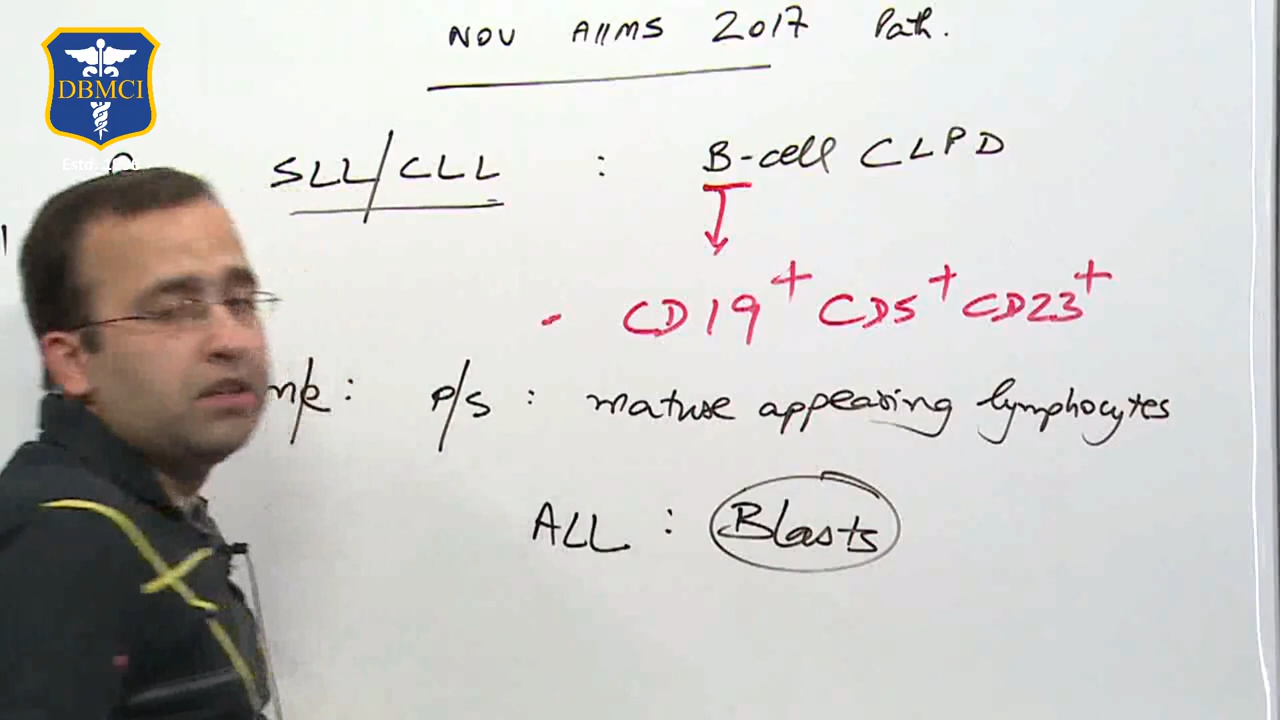 NOV AIIMS 2017 Path.
DBMCI
SLL/CLL : B-cell CLPD
CD19+ CD5+ CD23+
P/S : mature appearing lymphocytes
ALL : Blasts